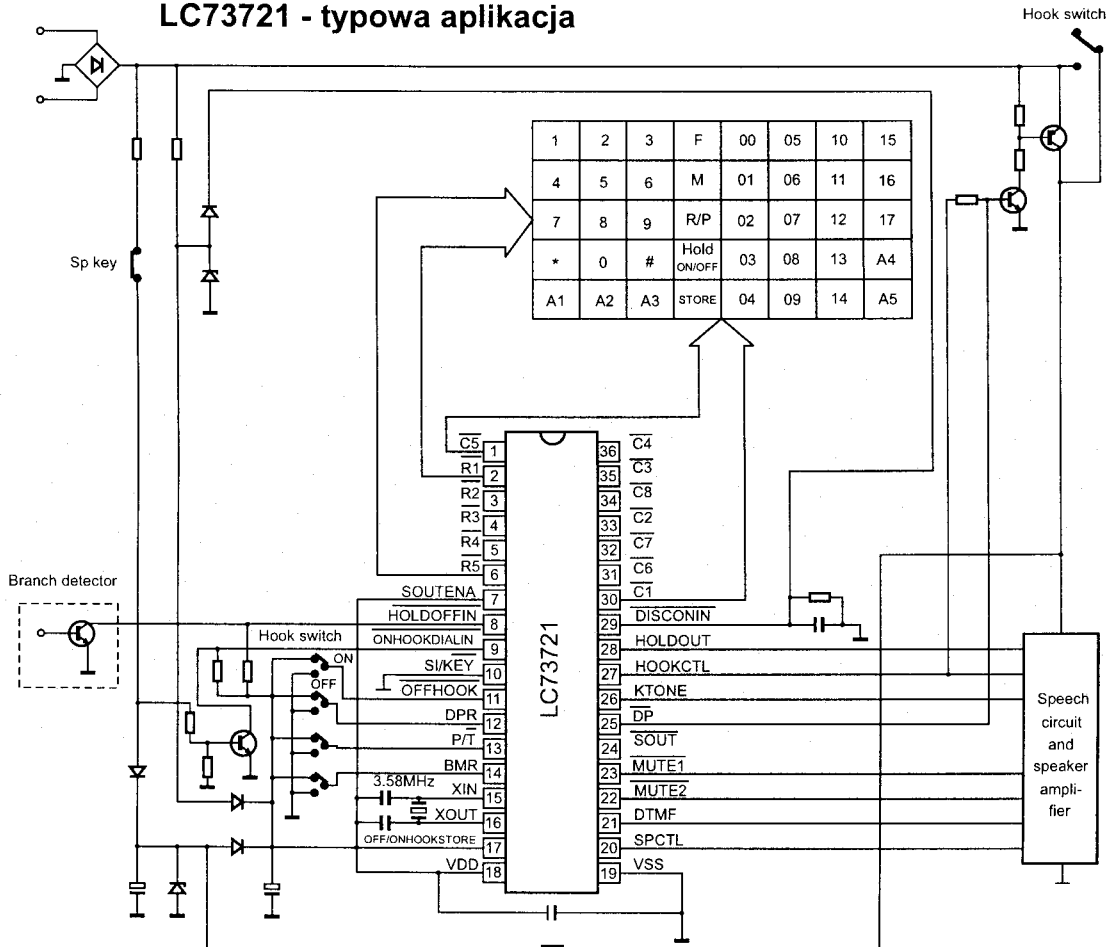 LC73721 - typowa aplikacja
Hook switch
1 2 3 F 00 05 10 15
4 5 6 M 01 06 11 16
7 8 9 R/P 02 07 12 17
* 0 # Hold ON/OFF 03 08 13 A4
A1 A2 A3 STORE 04 09 14 A5
Sp key
Branch detector
Hook switch
ON
OFF
3.58MHz
C5 1
R1 2
R2 3
R3 4
R4 5
R5 6
SOUTENA 7
HOLDOFFIN 8
ONHOOKDIALIN 9
SI/KEY 10
OFFHOOK 11
DPR 12
P/T 13
BMR 14
XIN 15
XOUT 16
OFF/ONHOOKSTORE 17
VDD 18
LC73721
36 C4
35 C3
34 C8
33 C2
32 C7
31 C6
30 C1
29 DISCONIN
28 HOLDOUT
27 HOOKCTL
26 KTONE
25 DP
24 SOUT
23 MUTE1
22 MUTE2
21 DTMF
20 SPCTL
19 VSS
Speech
circuit
and
speaker
ampli-
fier